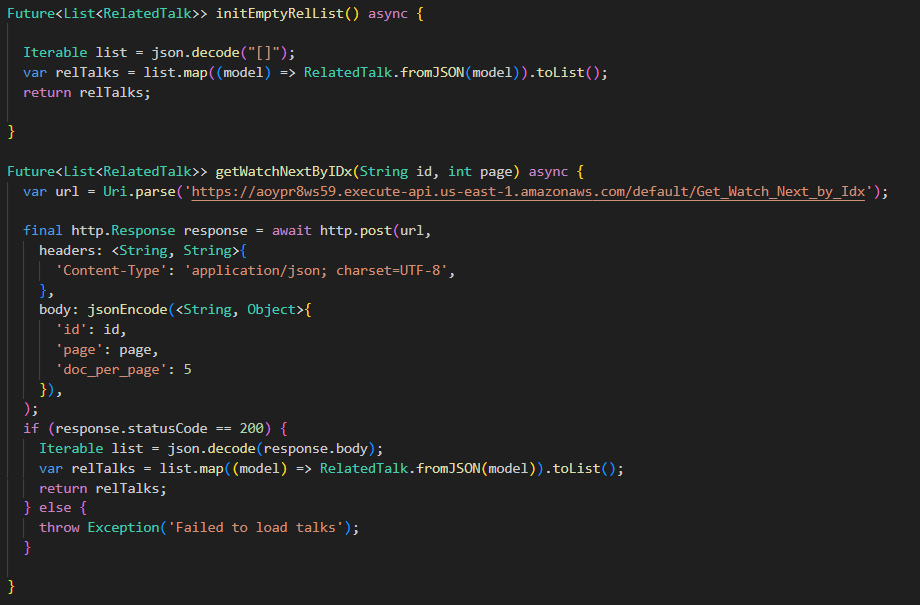 Future<List<RelatedTalk>> initEmptyRelList() async {
Iterable list = json.decode("[]");
var relTalks = list.map((model) => RelatedTalk.fromJSON(model)).toList();
return relTalks;
}
Future<List<RelatedTalk>> getWatchNextByIDx(String id, int page) async {
var url = Uri.parse('https://aoypr8ws59.execute-api.us-east-1.amazonaws.com/default/Get_Watch_Next_by_Idx');
final http.Response response = await http.post(url,
headers: <String, String>{
'Content-Type': 'application/json; charset=UTF-8',
},
body: jsonEncode(<String, Object>{
'id': id,
'page': page,
'doc_per_page': 5
}),
);
if (response.statusCode == 200) {
Iterable list = json.decode(response.body);
var relTalks = list.map((model) => RelatedTalk.fromJSON(model)).toList();
return relTalks;
} else {
throw Exception('Failed to load talks');
}
}